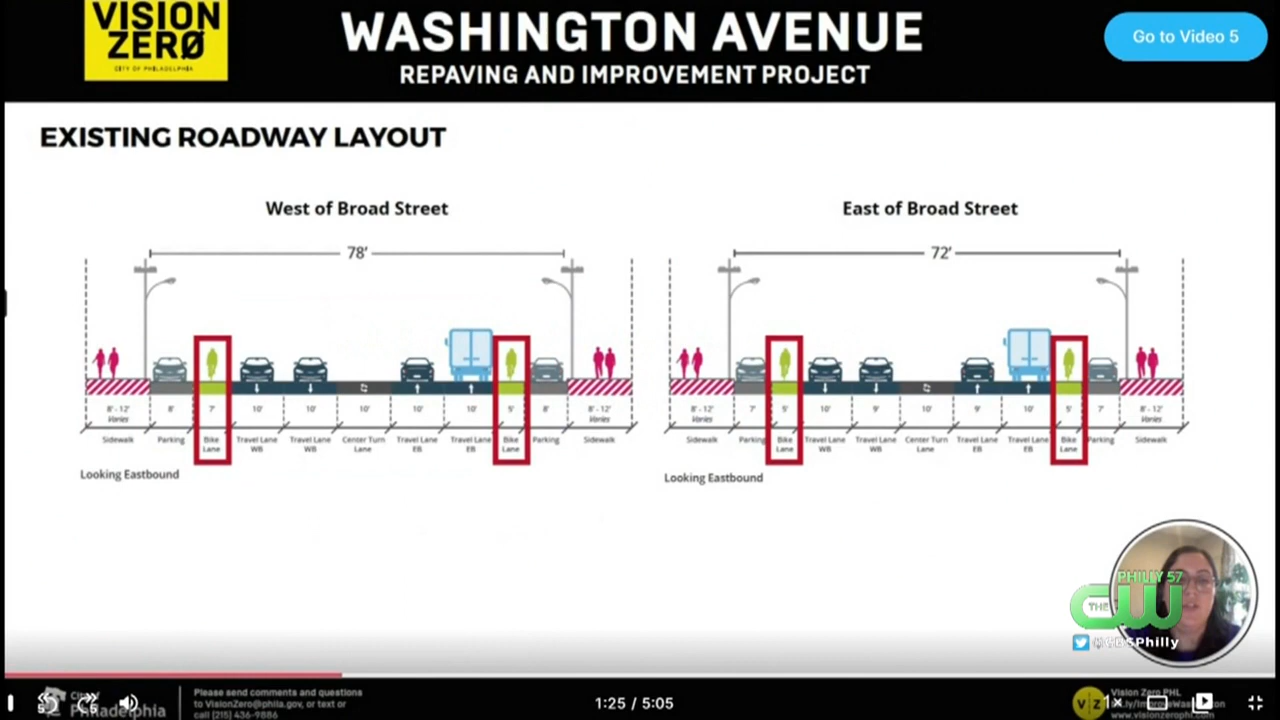 VISION
ZERØ
CITY OF PHILADELPHIA
WASHINGTON AVENUE
REPAVING AND IMPROVEMENT PROJECT
Go to Video 5
EXISTING ROADWAY LAYOUT
West of Broad Street
78'
8' - 12'
Varies
8'
7'
10'
10'
10'
10'
10'
5'
8'
8' - 12'
Varies
Sidewalk
Parking
Bike
Lane
Travel Lane
WB
Travel Lane
WB
Center Turn
Lane
Travel Lane
EB
Travel Lane
EB
Bike
Lane
Parking
Sidewalk
Looking Eastbound
East of Broad Street
72'
8' - 12'
Varies
7'
5'
10'
9'
10'
9'
10'
5'
7'
8' - 12'
Varies
Sidewalk
Parking
Bike
Lane
Travel Lane
WB
Travel Lane
WB
Center Turn
Lane
Travel Lane
EB
Travel Lane
EB
Bike
Lane
Parking
Sidewalk
Looking Eastbound
PHILLY 57
THE
CW
5
5
City of
Philadelphia
Please send comments and questions
to VisionZero@phila.gov, or text or
call (215) 436-9886
1:25 / 5:05
V Z
1×
Vision Zero PHL
www.visionzerophl.com